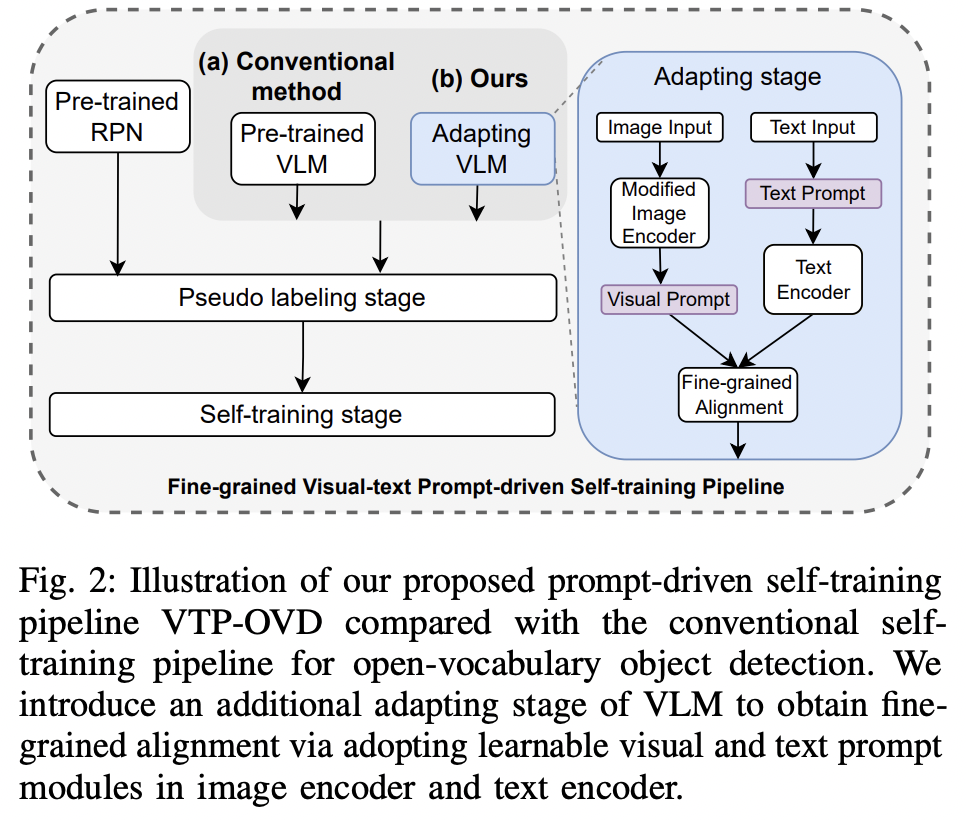 Pre-trained
RPN
(a) Conventional
method
Pre-trained
VLM
(b) Ours
Adapting
VLM
Pseudo labeling stage
Self-training stage
Adapting stage
Image Input
Modified
Image
Encoder
Visual Prompt
Text Input
Text Prompt
Text
Encoder
Fine-grained
Alignment
Fine-grained Visual-text Prompt-driven Self-training Pipeline
Fig. 2: Illustration of our proposed prompt-driven self-training
pipeline VTP-OVD compared with the conventional self-
training pipeline for open-vocabulary object detection. We
introduce an additional adapting stage of VLM to obtain fine-
grained alignment via adopting learnable visual and text prompt
modules in image encoder and text encoder.